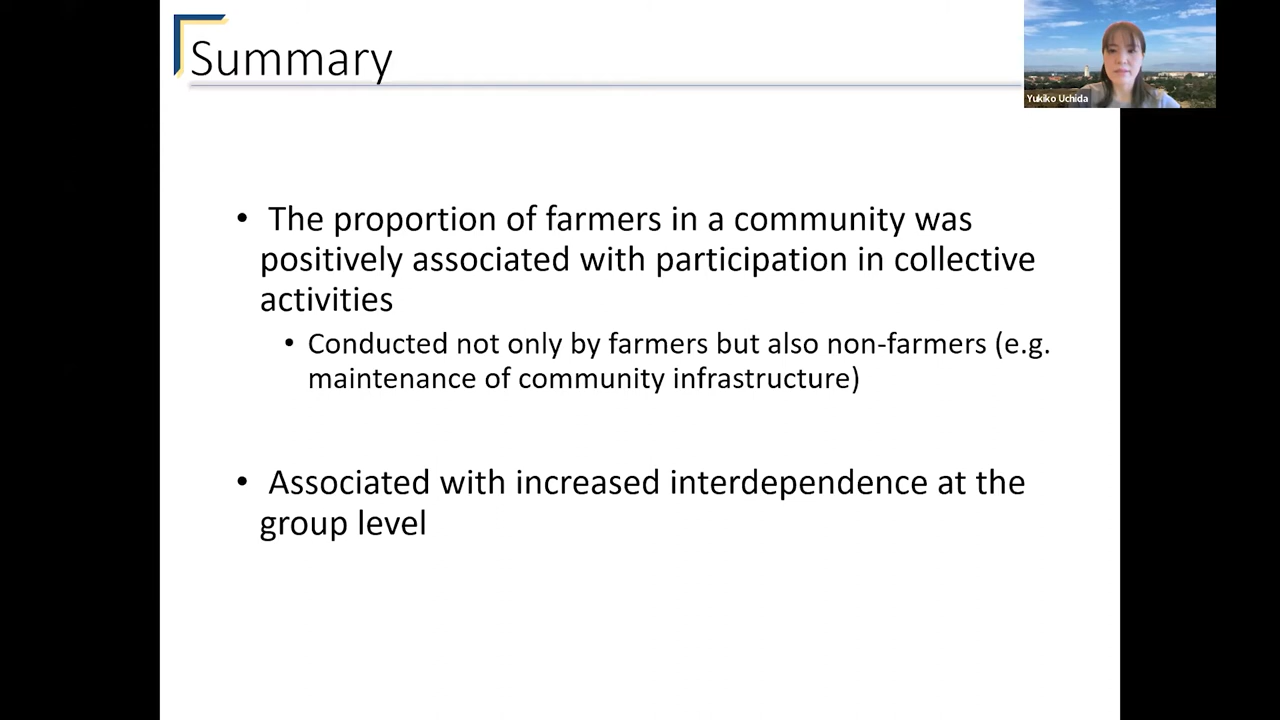 Summary
Yukiko Uchida
• The proportion of farmers in a community was
positively associated with participation in collective
activities
• Conducted not only by farmers but also non-farmers (e.g.
maintenance of community infrastructure)
• Associated with increased interdependence at the
group level